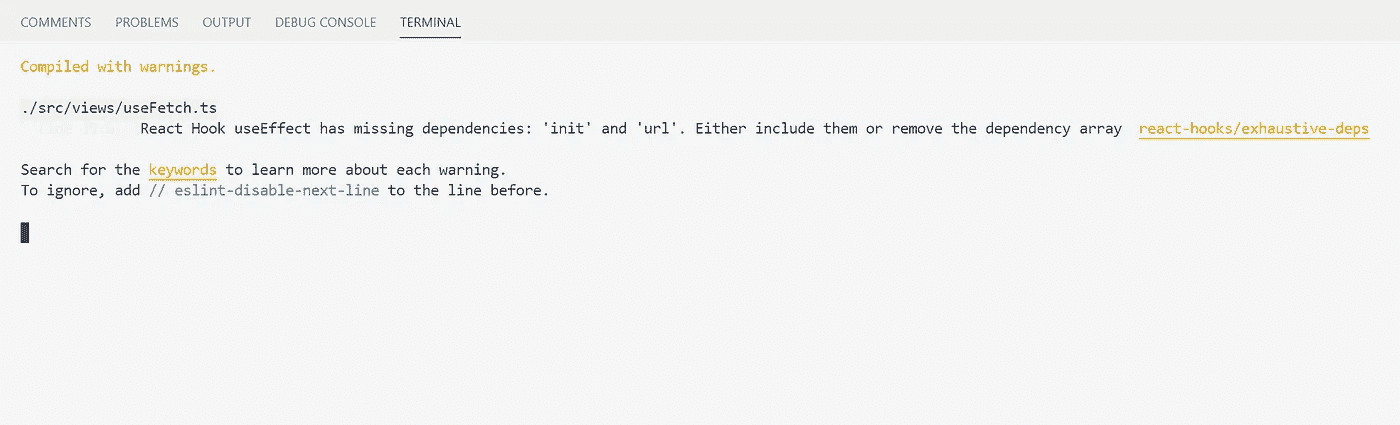 COMMENTS PROBLEMS OUTPUT DEBUG CONSOLE TERMINAL
Compiled with warnings.
./src/views/useFetch.ts
React Hook useEffect has missing dependencies: 'init' and 'url'. Either include them or remove the dependency array react-hooks/exhaustive-deps
Search for the keywords to learn more about each warning.
To ignore, add // eslint-disable-next-line to the line before.